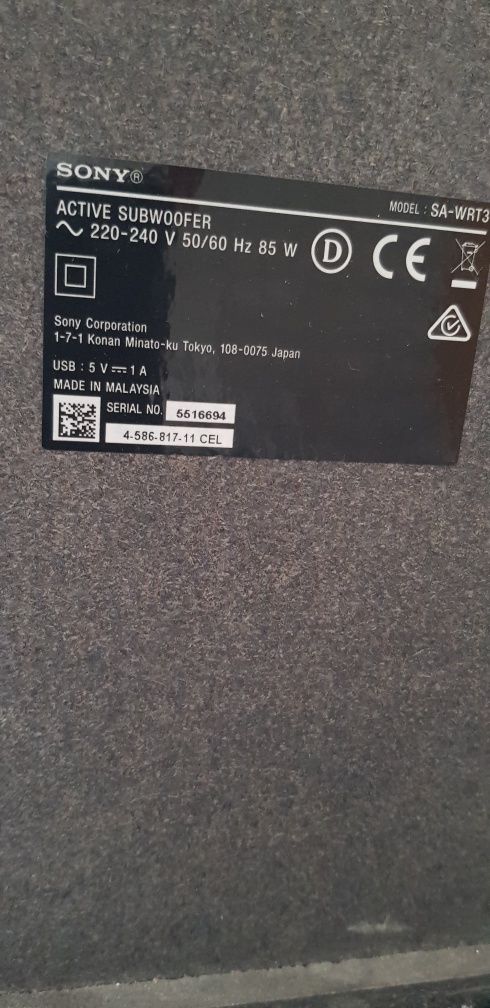 SONY®
MODEL : SA-WRT3
ACTIVE SUBWOOFER
220-240 V 50/60 Hz 85 W
D CE
Sony Corporation
1-7-1 Konan Minato-ku Tokyo, 108-0075 Japan
USB : 5 V ⎓ 1 A
MADE IN MALAYSIA
SERIAL NO. 5516694
4-586-817-11 CEL